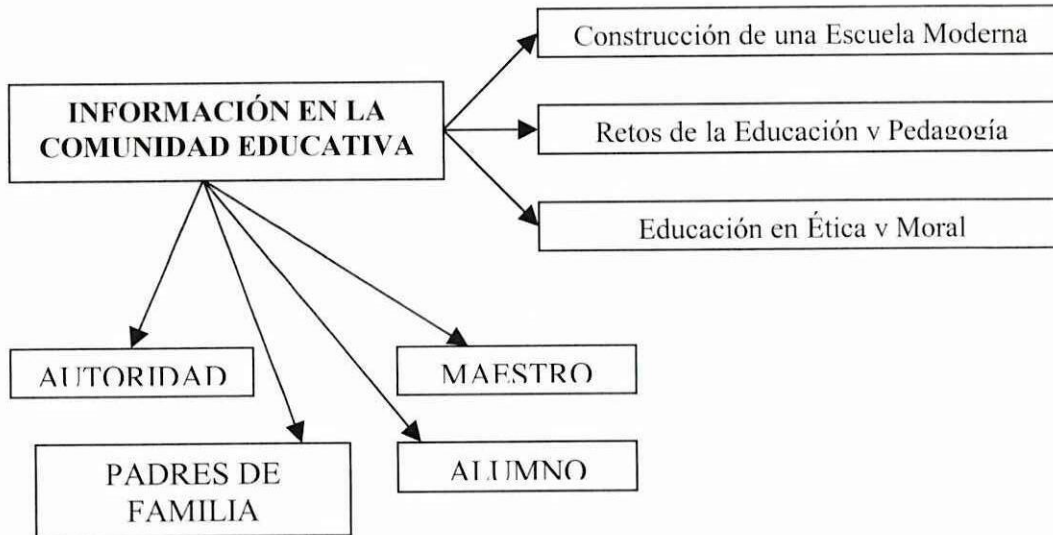 Construcción de una Escuela Moderna
INFORMACIÓN EN LA
COMUNIDAD EDUCATIVA
Retos de la Educación y Pedagogía
Educación en Ética y Moral
AUTORIDAD
MAESTRO
PADRES DE
FAMILIA
ALUMNO